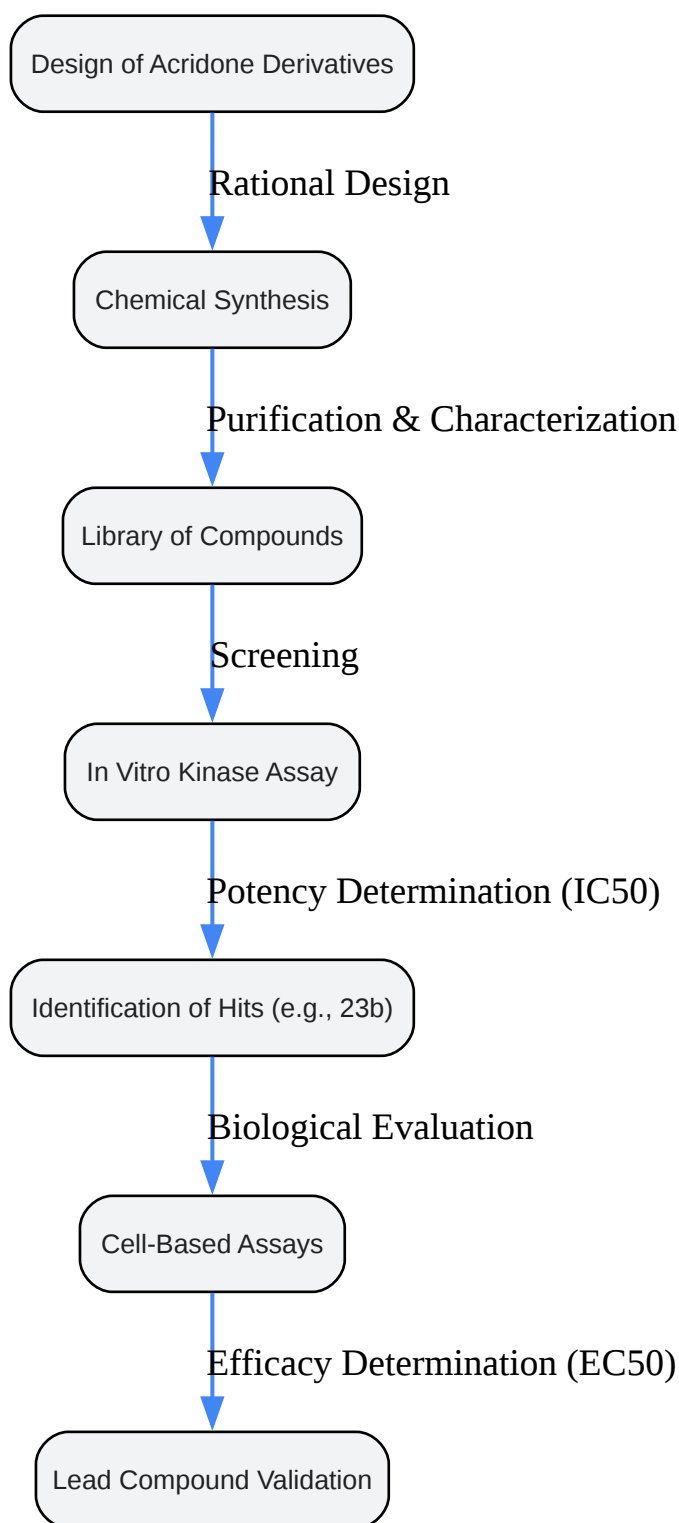 Design of Acridone Derivatives
Rational Design
Chemical Synthesis
Purification & Characterization
Library of Compounds
Screening
In Vitro Kinase Assay
Potency Determination (IC50)
Identification of Hits (e.g., 23b)
Biological Evaluation
Cell-Based Assays
Efficacy Determination (EC50)
Lead Compound Validation